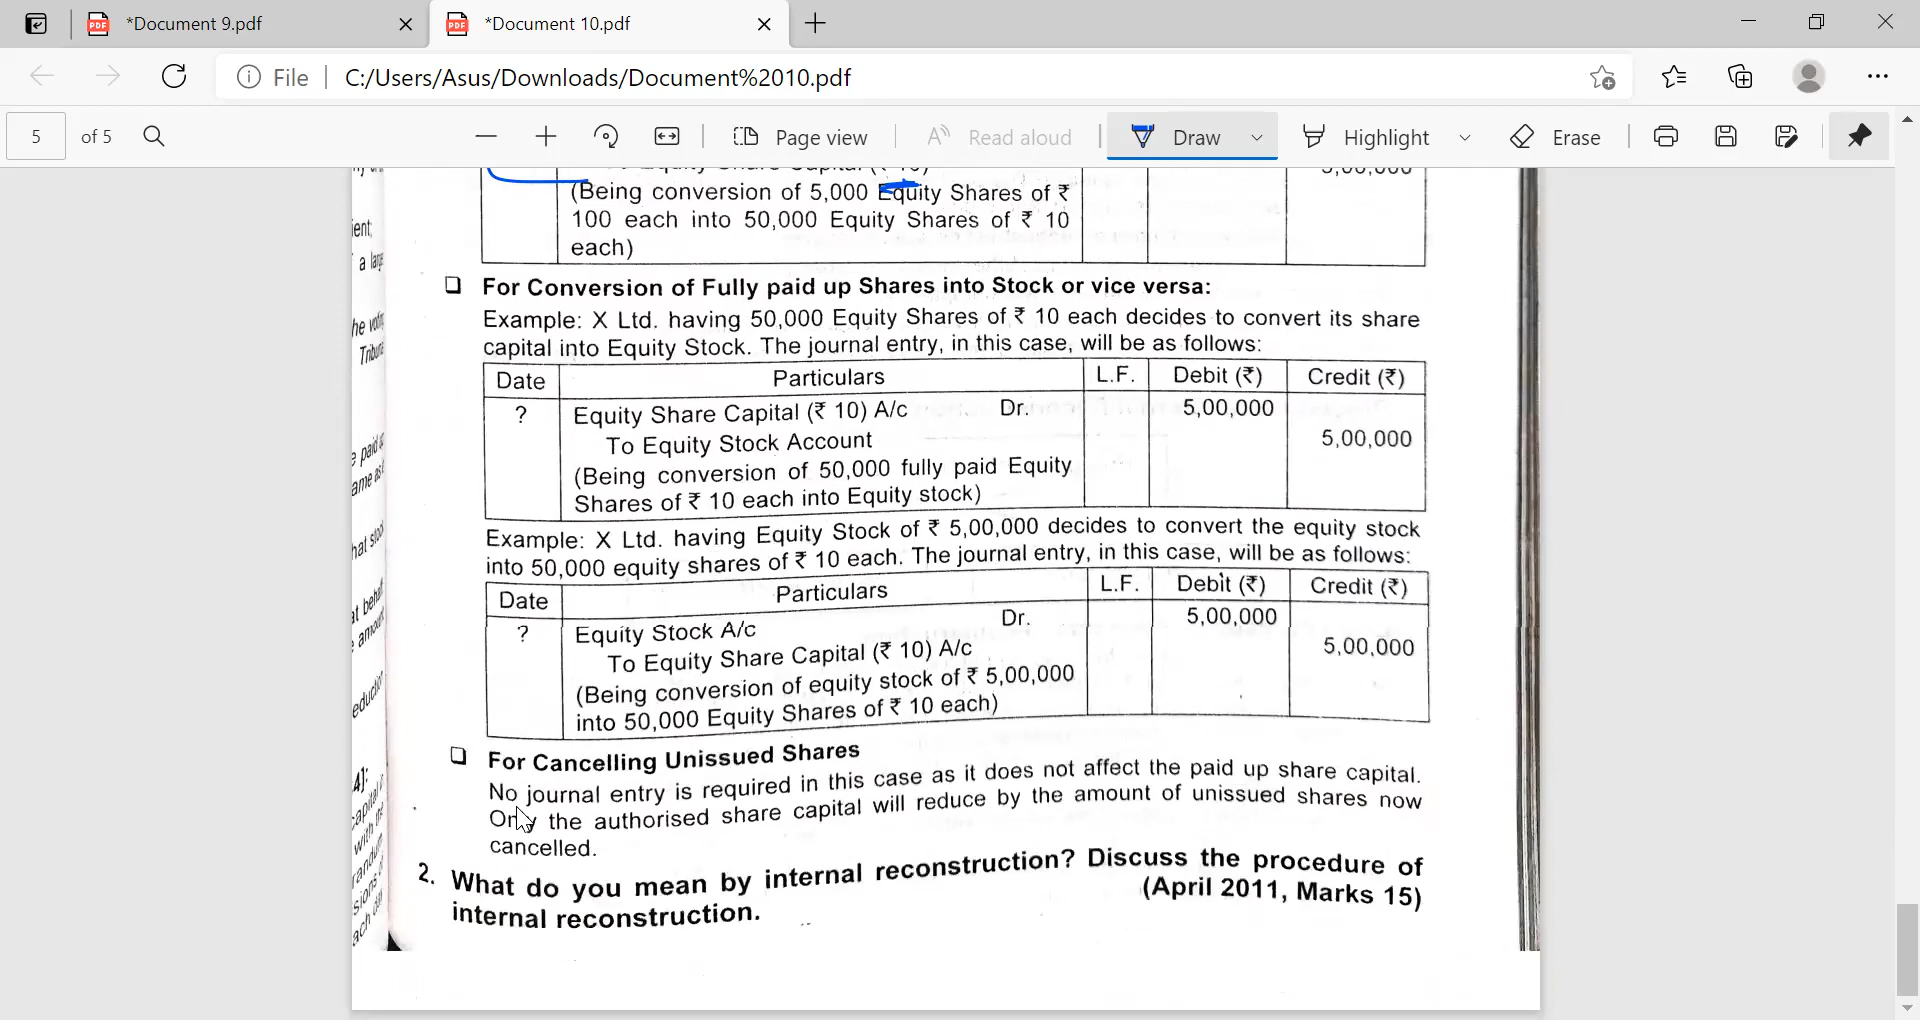 *Document 9.pdf
*Document 10.pdf
File
C:/Users/Asus/Downloads/Document%2010.pdf
5 of 5
Page view
Read aloud
Draw
Highlight
Erase
(Being conversion of 5,000 Equity Shares of ₹
100 each into 50,000 Equity Shares of ₹ 10
each)
❑ For Conversion of Fully paid up Shares into Stock or vice versa:
Example: X Ltd. having 50,000 Equity Shares of ₹ 10 each decides to convert its share
capital into Equity Stock. The journal entry, in this case, will be as follows:
Date Particulars L.F. Debit (₹) Credit (₹)
? Equity Share Capital (₹ 10) A/c Dr. 5,00,000
To Equity Stock Account 5,00,000
(Being conversion of 50,000 fully paid Equity
Shares of ₹ 10 each into Equity stock)
Example: X Ltd. having Equity Stock of ₹ 5,00,000 decides to convert the equity stock
into 50,000 equity shares of ₹ 10 each. The journal entry, in this case, will be as follows:
Date Particulars L.F. Debit (₹) Credit (₹)
? Equity Stock A/c Dr. 5,00,000
To Equity Share Capital (₹ 10) A/c 5,00,000
(Being conversion of equity stock of ₹ 5,00,000
into 50,000 Equity Shares of ₹ 10 each)
❑ For Cancelling Unissued Shares
No journal entry is required in this case as it does not affect the paid up share capital.
Only the authorised share capital will reduce by the amount of unissued shares now
cancelled.
2. What do you mean by internal reconstruction? Discuss the procedure of
internal reconstruction. (April 2011, Marks 15)